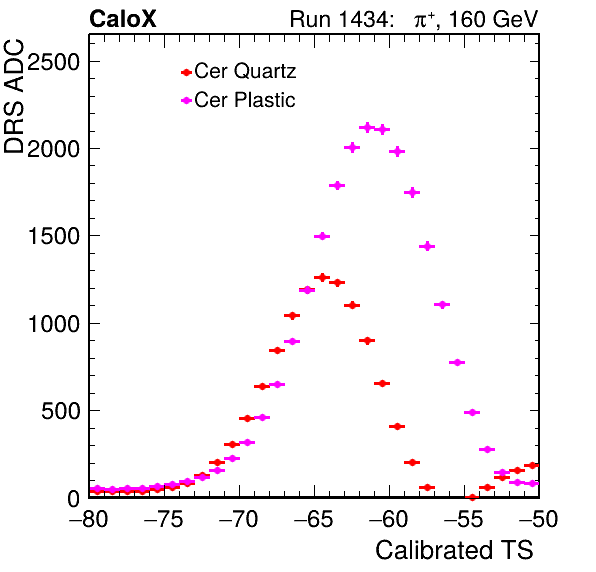 CaloX Run 1434: π⁺, 160 GeV
DRS ADC
Cer Quartz
Cer Plastic
2500
2000
1500
1000
500
0
−80 −75 −70 −65 −60 −55 −50
Calibrated TS